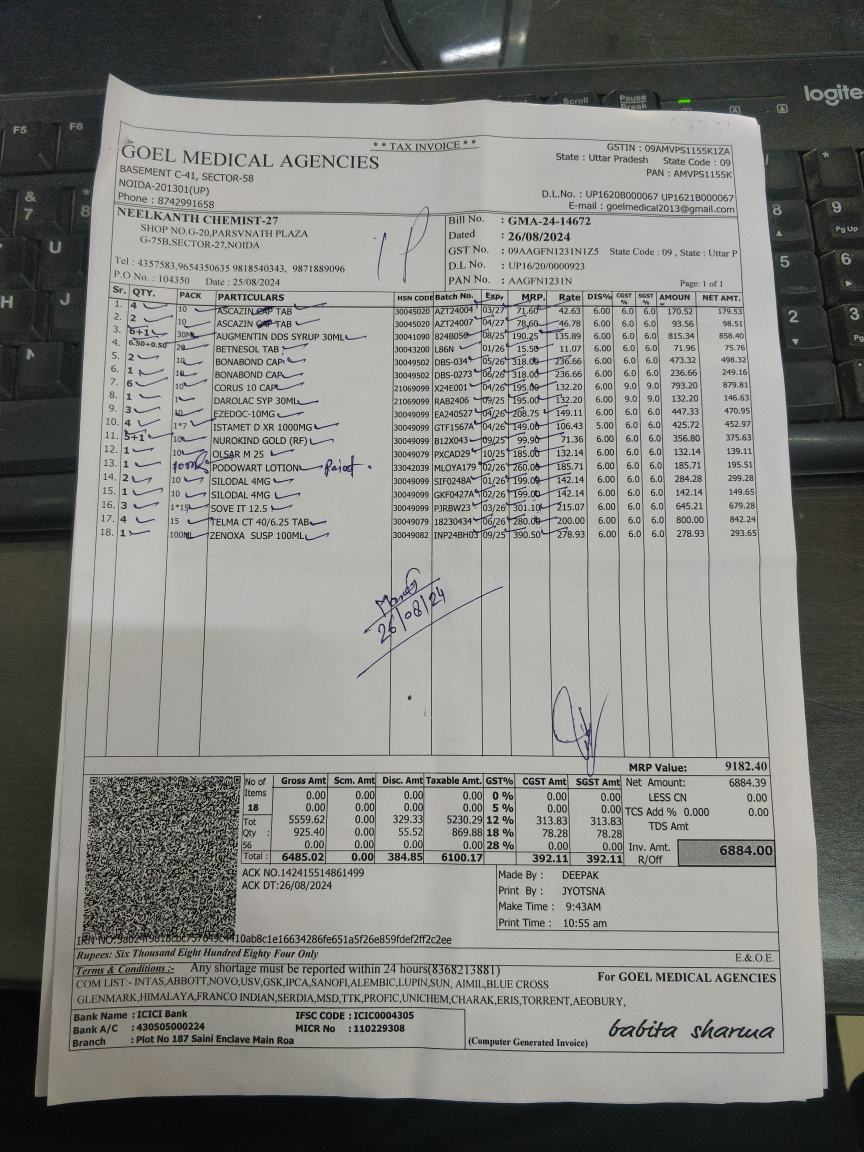 F5 F6
Scroll Pause
Break
logite
& 7
U
J
H
8 9
Pg Up
5 6
2 3
* * TAX INVOICE * *
GOEL MEDICAL AGENCIES
BASEMENT C-41, SECTOR-58
NOIDA-201301(UP)
Phone : 8742991658
GSTIN : 09AMVPS1155K1ZA
State : Uttar Pradesh State Code : 09
PAN : AMVPS1155K
D.L.No. : UP1620B000067 UP1621B000067
E-mail : goelmedical2013@gmail.com
NEELKANTH CHEMIST-27
SHOP NO.G-20,PARSVNATH PLAZA
G-75B,SECTOR-27,NOIDA
Tel : 4357583,9654350635 9818540343, 9871889096
P.O No. : 104350 Date : 25/08/2024
Bill No. : GMA-24-14672
Dated : 26/08/2024
GST No. : 09AAGFN1231N1Z5 State Code : 09 , State : Uttar P
D.L No. : UP16/20/0000923
PAN No. : AAGFN1231N
Page: 1 of 1
Sr. QTY. PACK PARTICULARS HSN CODE Batch No. Exp. MRP. Rate DIS% CGST % SGST % AMOUN NET AMT.
1. 4 10 ASCAZIN CAP TAB 30045020 AZT24004 03/27 71.60 42.63 6.00 6.0 6.0 170.52 179.53
2. 2 10 ASCAZIN CAP TAB 30045020 AZT24007 04/27 78.60 46.78 6.00 6.0 6.0 93.56 98.51
3. 6+1 30ML AUGMENTIN DDS SYRUP 30ML 30041090 824B050 08/25 190.25 135.89 6.00 6.0 6.0 815.34 858.40
4. 6.50+0.50 20 BETNESOL TAB 30043200 L86N 01/26 15.50 11.07 6.00 6.0 6.0 71.96 75.76
5. 2 10 BONABOND CAP 30049502 DBS-034 05/26 318.00 236.66 6.00 6.0 6.0 473.32 498.32
6. 1 10 BONABOND CAP 30049502 DBS-0273 06/26 318.00 236.66 6.00 6.0 6.0 236.66 249.16
7. 6 10 CORUS 10 CAP 21069099 X24E001 04/26 195.00 132.20 6.00 9.0 9.0 793.20 879.81
8. 1 1 DAROLAC SYP 30ML 21069099 RAB2406 09/25 195.00 132.20 6.00 9.0 9.0 132.20 146.63
9. 3 10 EZEDOC-10MG 30049099 EA240527 04/26 208.75 149.11 6.00 6.0 6.0 447.33 470.95
10. 4 1*7 ISTAMET D XR 1000MG 30049099 GTF1567A 04/26 149.00 106.43 5.00 6.0 6.0 425.72 452.97
11. 5+1 10 NUROKIND GOLD (RF) 30049099 B12X043 09/25 99.90 71.36 6.00 6.0 6.0 356.80 375.63
12. 1 10 OLSAR M 25 30049079 PXCAD29 10/25 185.00 132.14 6.00 6.0 6.0 132.14 139.11
13. 1 100ML PODOWART LOTION 33042039 MLOYA179 02/26 260.00 185.71 6.00 6.0 6.0 185.71 195.51
14. 2 10 SILODAL 4MG 30049099 SIF0248A 01/26 199.00 142.14 6.00 6.0 6.0 284.28 299.28
15. 1 10 SILODAL 4MG 30049099 GKF0427A 02/26 199.00 142.14 6.00 6.0 6.0 142.14 149.65
16. 3 1*15 SOVE IT 12.5 30049099 PJRBW23 03/26 301.10 215.07 6.00 6.0 6.0 645.21 679.28
17. 4 15 TELMA CT 40/6.25 TAB 30049079 18230434 06/26 280.00 200.00 6.00 6.0 6.0 800.00 842.24
18. 1 100ML ZENOXA SUSP 100ML 30049082 INP24BH03 09/25 390.50 278.93 6.00 6.0 6.0 278.93 293.65
26/08/24
MRP Value: 9182.40
No of Items 18 Gross Amt Scm. Amt Disc. Amt Taxable Amt. GST% CGST Amt SGST Amt
0.00 0.00 0.00 0.00 0 % 0.00 0.00
0.00 0.00 0.00 0.00 5 % 0.00 0.00
Tot Qty : 56 5559.62 0.00 329.33 5230.29 12 % 313.83 313.83
925.40 0.00 55.52 869.88 18 % 78.28 78.28
0.00 0.00 0.00 0.00 28 % 0.00 0.00
Total : 6485.02 0.00 384.85 6100.17 392.11 392.11
Net Amount: 6884.39
LESS CN 0.00
TCS Add % 0.000 0.00
TDS Amt
Inv. Amt. 6884.00
R/Off
ACK NO.142415514861499
ACK DT:26/08/2024
Made By : DEEPAK
Print By : JYOTSNA
Make Time : 9:43AM
Print Time : 10:55 am
Rupees: Six Thousand Eight Hundred Eighty Four Only
E.& O.E.
Terms & Conditions :- Any shortage must be reported within 24 hours(8368213881)
COM LIST:- INTAS,ABBOTT,NOVO,USV,GSK,IPCA,SANOFI,ALEMBIC,LUPIN,SUN, AIMIL,BLUE CROSS
GLENMARK,HIMALAYA,FRANCO INDIAN,SERDIA,MSD,TTK,PROFIC,UNICHEM,CHARAK,ERIS,TORRENT,AEOBURY,
For GOEL MEDICAL AGENCIES
Bank Name : ICICI Bank IFSC CODE : ICIC0004305
Bank A/C : 430505000224 MICR No : 110229308
Branch : Plot No 187 Saini Enclave Main Roa
(Computer Generated Invoice)
babita sharma